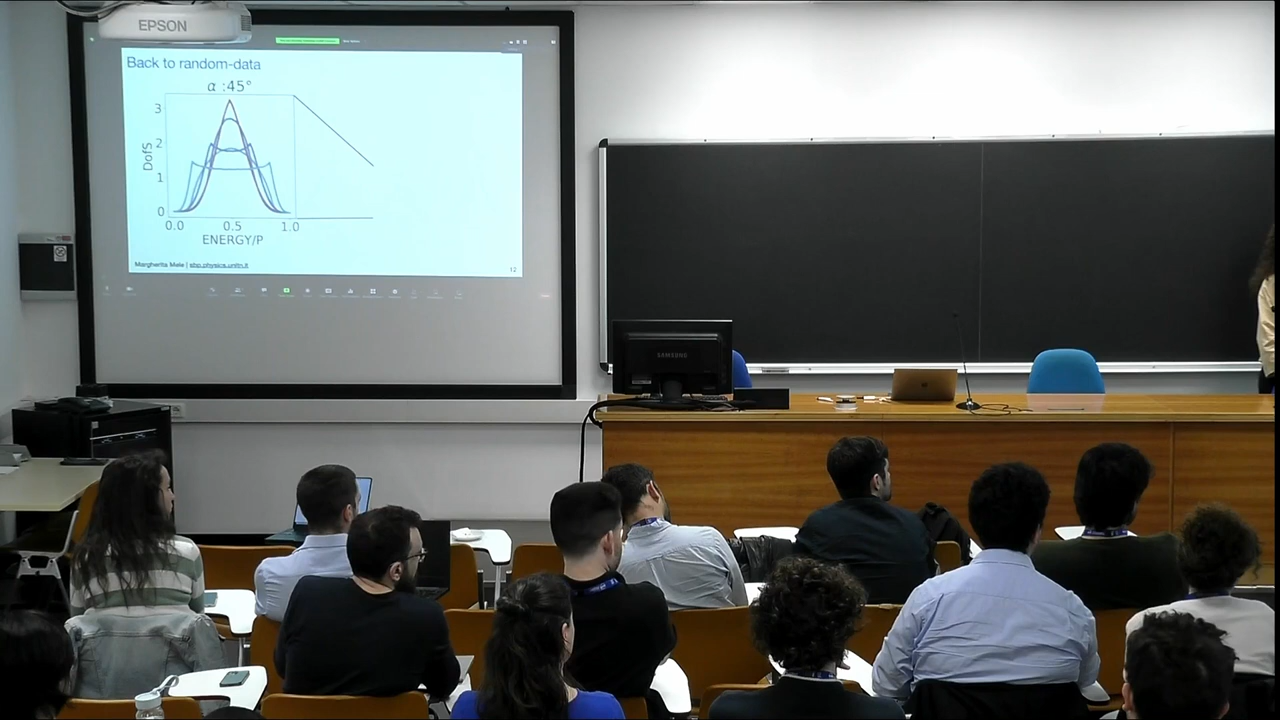 EPSON
Back to random-data
α :45°
3
2
1
0
DofS
0.0 0.5 1.0
ENERGY/P
Margherita Mele | sbp.physics.unitn.it
12
SAMSUNG